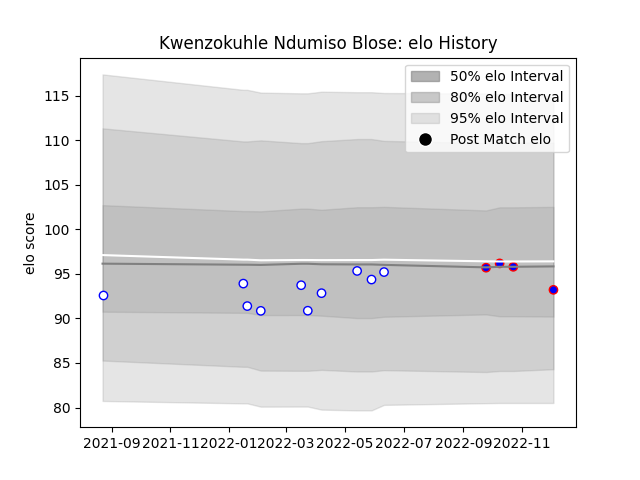 Kwenzokuhle Ndumiso Blose: elo History
50% elo Interval
80% elo Interval
95% elo Interval
Post Match elo
elo score
115
110
105
100
95
90
85
80
2021-09 2021-11 2022-01 2022-03 2022-05 2022-07 2022-09 2022-11